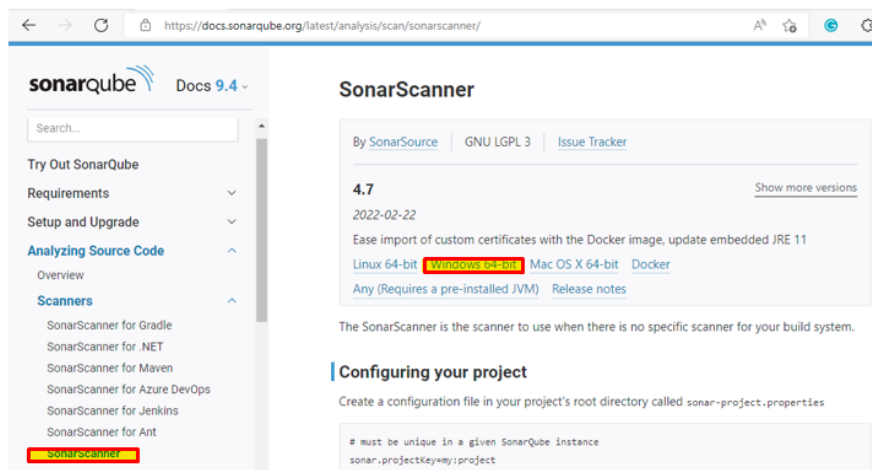 https://docs.sonarqube.org/latest/analysis/scan/sonarscanner/
sonarqube Docs 9.4
Search...
Try Out SonarQube
Requirements
Setup and Upgrade
Analyzing Source Code
Overview
Scanners
SonarScanner for Gradle
SonarScanner for .NET
SonarScanner for Maven
SonarScanner for Azure DevOps
SonarScanner for Jenkins
SonarScanner for Ant
SonarScanner
SonarScanner
By SonarSource GNU LGPL 3 Issue Tracker
4.7 Show more versions
2022-02-22
Ease import of custom certificates with the Docker image, update embedded JRE 11
Linux 64-bit Windows 64-bit Mac OS X 64-bit Docker
Any (Requires a pre-installed JVM) Release notes
The SonarScanner is the scanner to use when there is no specific scanner for your build system.
Configuring your project
Create a configuration file in your project's root directory called sonar-project.properties
# must be unique in a given SonarQube instance
sonar.projectKey=my:project